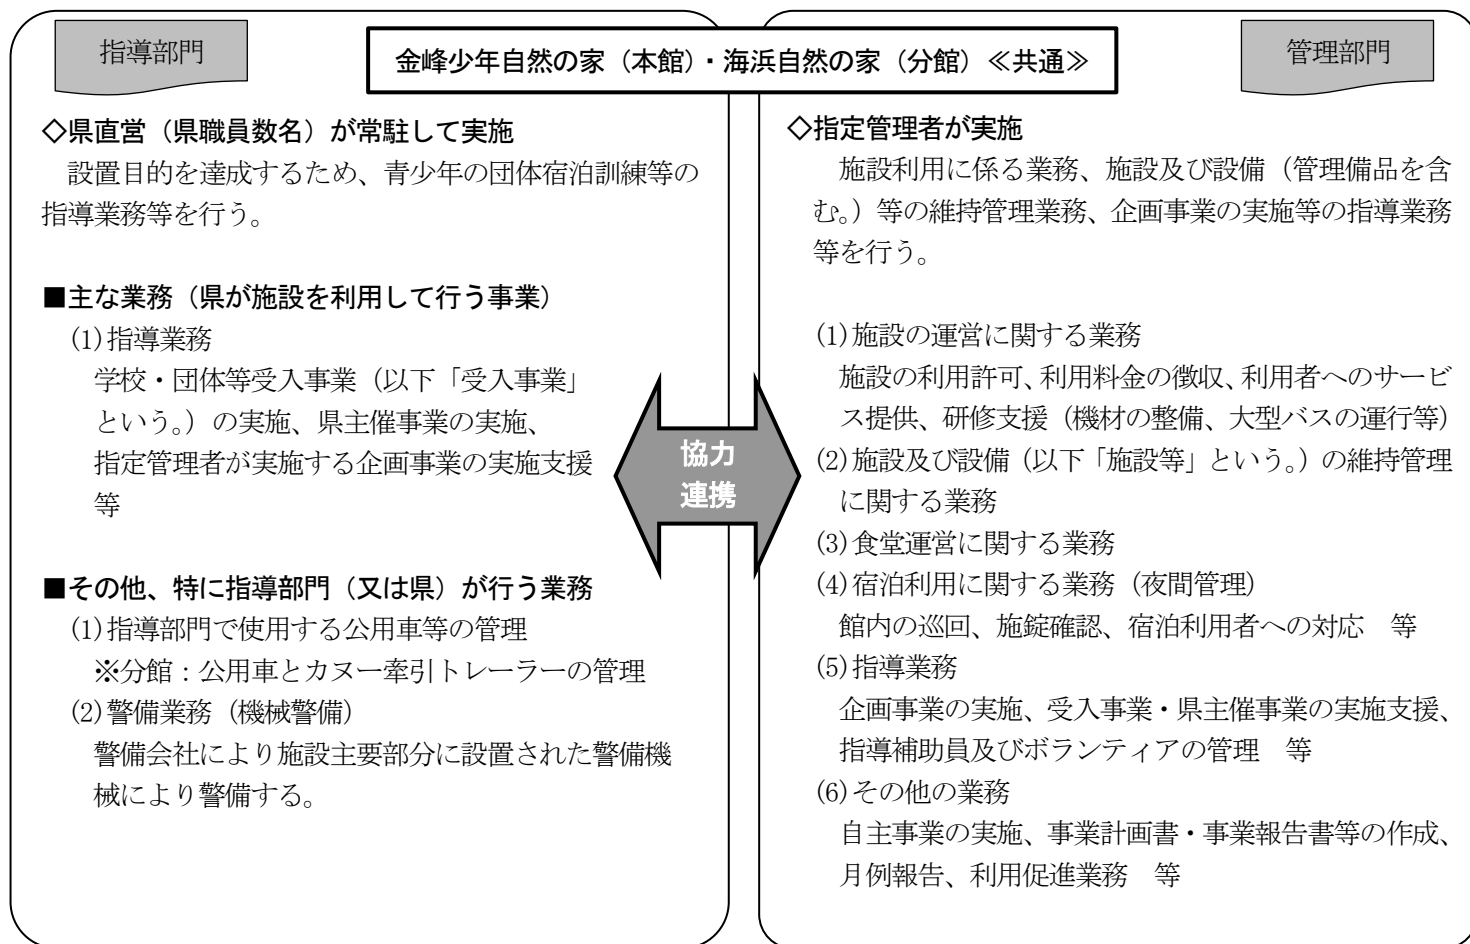 金峰少年自然の家（本館）・海浜自然の家（分館）≪共通≫
指導部門
◇県直営（県職員数名）が常駐して実施
設置目的を達成するため、青少年の団体宿泊訓練等の
指導業務等を行う。
■主な業務（県が施設を利用して行う事業）
(1)指導業務
学校・団体等受入事業（以下「受入事業」
という。）の実施、県主催事業の実施、
指定管理者が実施する企画事業の実施支援
等
■その他、特に指導部門（又は県）が行う業務
(1)指導部門で使用する公用車等の管理
※分館：公用車とカヌー牽引トレーラーの管理
(2)警備業務（機械警備）
警備会社により施設主要部分に設置された警備機
械により警備する。
協力
連携
管理部門
◇指定管理者が実施
施設利用に係る業務、施設及び設備（管理備品を含
む。）等の維持管理業務、企画事業の実施等の指導業務
等を行う。
(1)施設の運営に関する業務
施設の利用許可、利用料金の徴収、利用者へのサービ
ス提供、研修支援（機材の整備、大型バスの運行等）
(2)施設及び設備（以下「施設等」という。）の維持管理
に関する業務
(3)食堂運営に関する業務
(4)宿泊利用に関する業務（夜間管理）
館内の巡回、施錠確認、宿泊利用者への対応　等
(5)指導業務
企画事業の実施、受入事業・県主催事業の実施支援、
指導補助員及びボランティアの管理　等
(6)その他の業務
自主事業の実施、事業計画書・事業報告書等の作成、
月例報告、利用促進業務　等